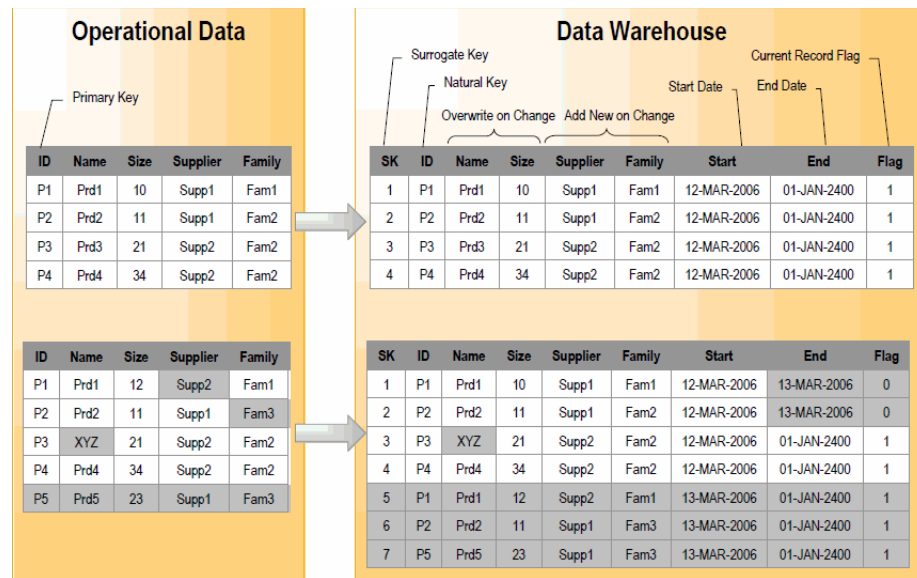 Operational Data
Data Warehouse
Surrogate Key
Current Record Flag
Natural Key
Start Date
End Date
Primary Key
Overwrite on Change Add New on Change
ID Name Size Supplier Family
P1 Prd1 10 Supp1 Fam1
P2 Prd2 11 Supp1 Fam2
P3 Prd3 21 Supp2 Fam2
P4 Prd4 34 Supp2 Fam2
SK ID Name Size Supplier Family Start End Flag
1 P1 Prd1 10 Supp1 Fam1 12-MAR-2006 01-JAN-2400 1
2 P2 Prd2 11 Supp1 Fam2 12-MAR-2006 01-JAN-2400 1
3 P3 Prd3 21 Supp2 Fam2 12-MAR-2006 01-JAN-2400 1
4 P4 Prd4 34 Supp2 Fam2 12-MAR-2006 01-JAN-2400 1
ID Name Size Supplier Family
P1 Prd1 12 Supp2 Fam1
P2 Prd2 11 Supp1 Fam3
P3 XYZ 21 Supp2 Fam2
P4 Prd4 34 Supp2 Fam2
P5 Prd5 23 Supp1 Fam3
SK ID Name Size Supplier Family Start End Flag
1 P1 Prd1 10 Supp1 Fam1 12-MAR-2006 13-MAR-2006 0
2 P2 Prd2 11 Supp1 Fam2 12-MAR-2006 13-MAR-2006 0
3 P3 XYZ 21 Supp2 Fam2 12-MAR-2006 01-JAN-2400 1
4 P4 Prd4 34 Supp2 Fam2 12-MAR-2006 01-JAN-2400 1
5 P1 Prd1 12 Supp2 Fam1 13-MAR-2006 01-JAN-2400 1
6 P2 Prd2 11 Supp1 Fam3 13-MAR-2006 01-JAN-2400 1
7 P5 Prd5 23 Supp1 Fam3 13-MAR-2006 01-JAN-2400 1